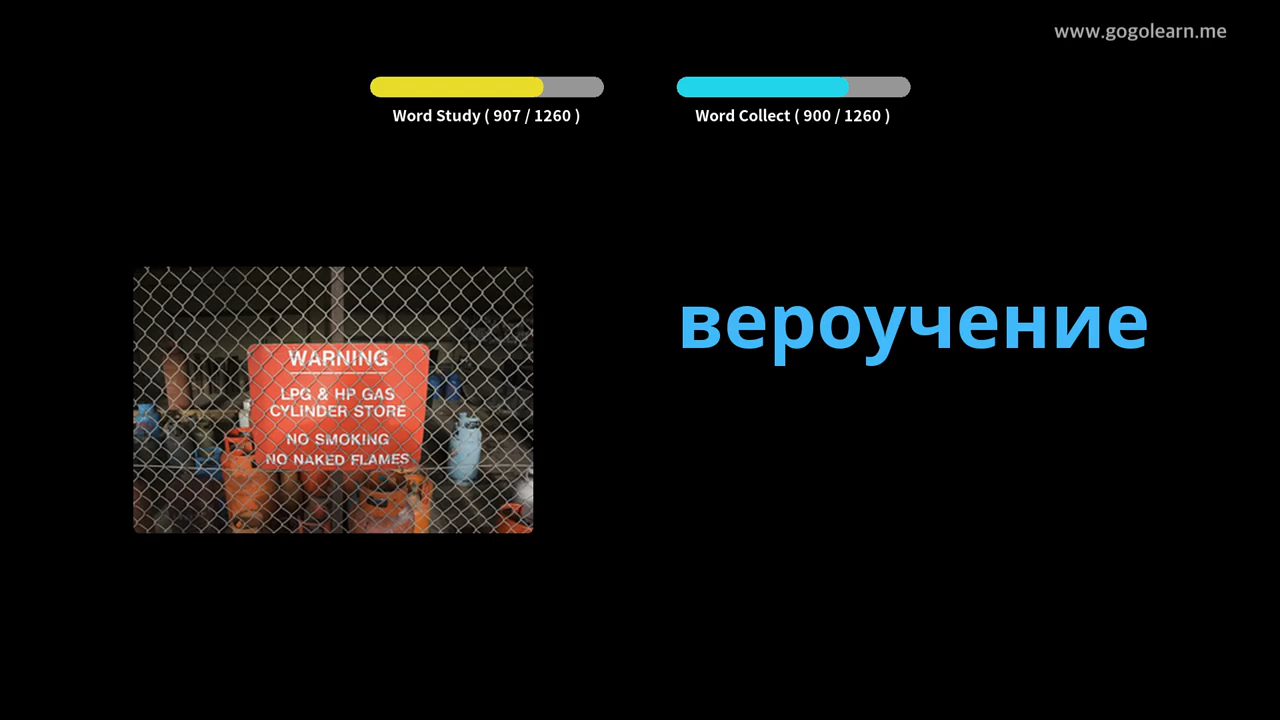 www.gogolearn.me
Word Study ( 907 / 1260 )
Word Collect ( 900 / 1260 )
вероучение
WARNING
LPG & HP GAS
CYLINDER STORE
NO SMOKING
NO NAKED FLAMES